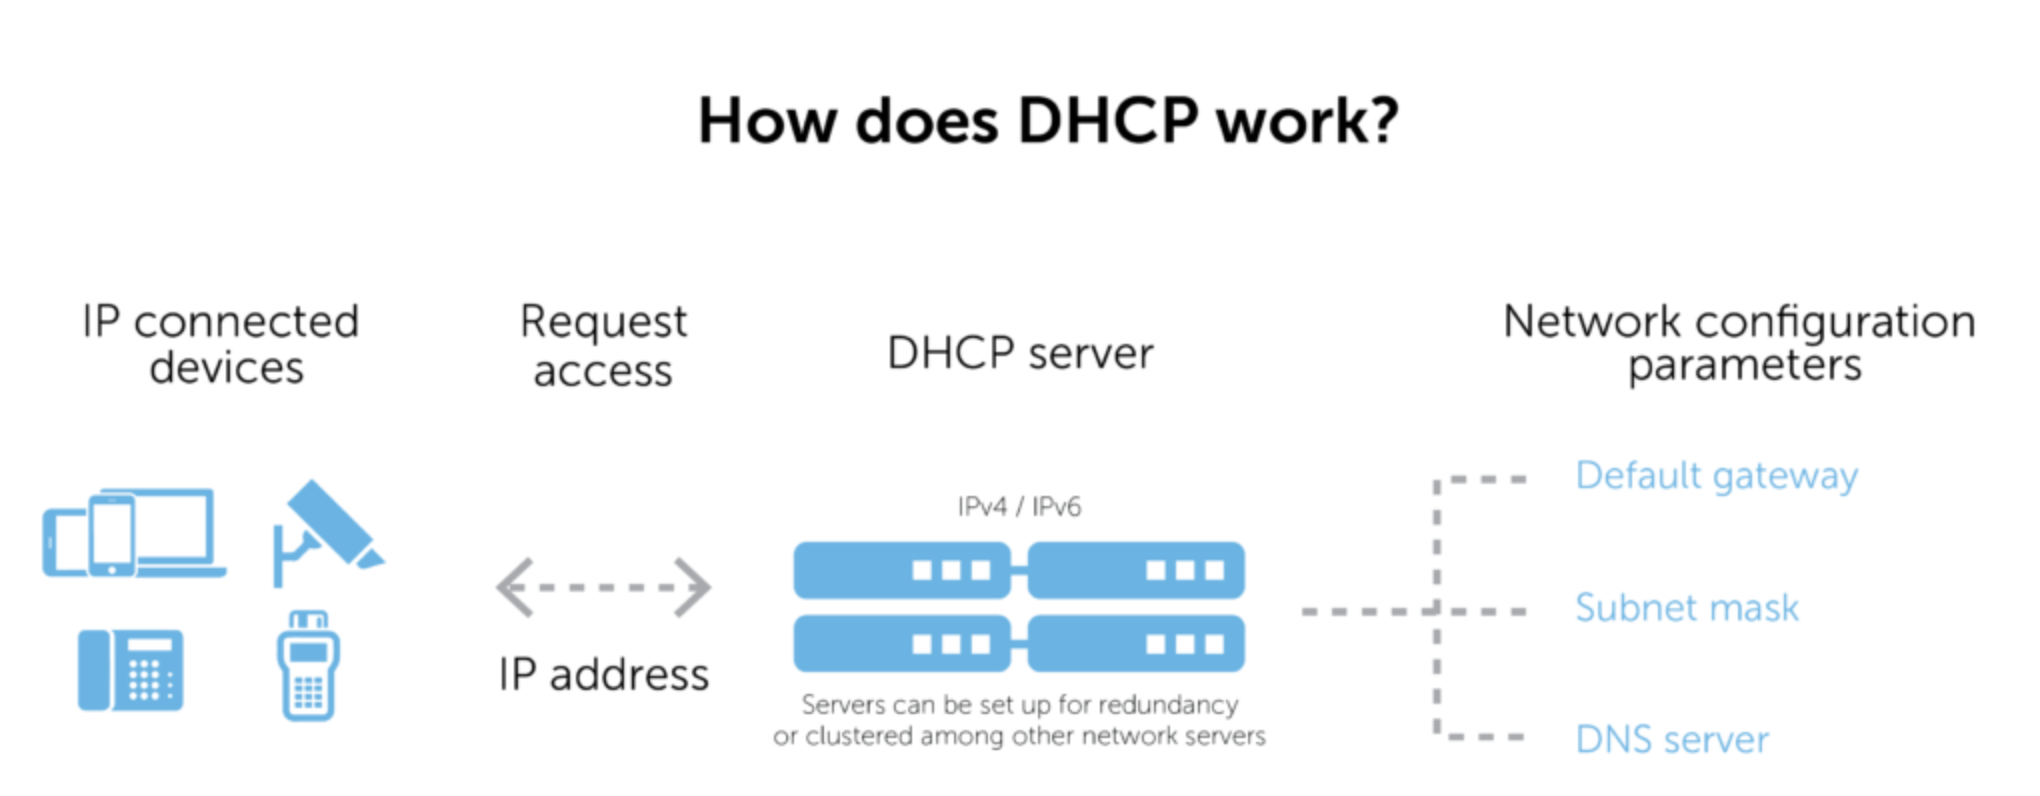 How does DHCP work?
IP connected
devices
Request
access
IP address
DHCP server
IPv4 / IPv6
Servers can be set up for redundancy
or clustered among other network servers
Network configuration
parameters
Default gateway
Subnet mask
DNS server